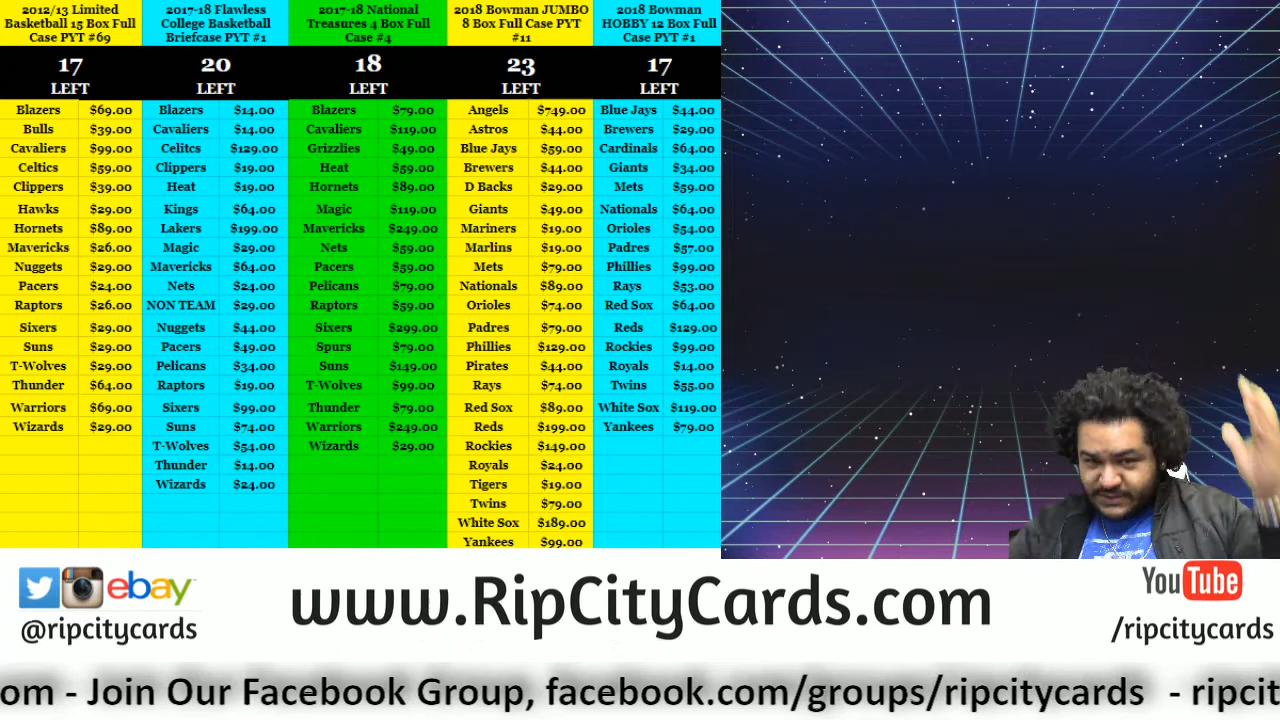 2012/13 Limited
Basketball 15 Box Full
Case PYT #69
17
LEFT
Blazers $69.00
Bulls $39.00
Cavaliers $99.00
Celtics $59.00
Clippers $39.00
Hawks $29.00
Hornets $89.00
Mavericks $26.00
Nuggets $29.00
Pacers $24.00
Raptors $26.00
Sixers $29.00
Suns $29.00
T-Wolves $29.00
Thunder $64.00
Warriors $69.00
Wizards $29.00
2017-18 Flawless
College Basketball
Briefcase PYT #1
20
LEFT
Blazers $14.00
Cavaliers $14.00
Celitcs $129.00
Clippers $19.00
Heat $19.00
Kings $64.00
Lakers $199.00
Magic $29.00
Mavericks $64.00
Nets $24.00
NON TEAM $29.00
Nuggets $44.00
Pacers $49.00
Pelicans $34.00
Raptors $19.00
Sixers $99.00
Suns $74.00
T-Wolves $54.00
Thunder $14.00
Wizards $24.00
2017-18 National
Treasures 4 Box Full
Case #4
18
LEFT
Blazers $79.00
Cavaliers $119.00
Grizzlies $49.00
Heat $59.00
Hornets $89.00
Magic $119.00
Mavericks $249.00
Nets $59.00
Pacers $59.00
Pelicans $79.00
Raptors $59.00
Sixers $299.00
Spurs $79.00
Suns $149.00
T-Wolves $99.00
Thunder $79.00
Warriors $249.00
Wizards $29.00
2018 Bowman JUMBO
8 Box Full Case PYT
#11
23
LEFT
Angels $749.00
Astros $44.00
Blue Jays $59.00
Brewers $44.00
D Backs $29.00
Giants $49.00
Mariners $19.00
Marlins $19.00
Mets $79.00
Nationals $89.00
Orioles $74.00
Padres $79.00
Phillies $129.00
Pirates $44.00
Rays $74.00
Red Sox $89.00
Reds $199.00
Rockies $149.00
Royals $24.00
Tigers $19.00
Twins $79.00
White Sox $189.00
Yankees $99.00
2018 Bowman
HOBBY 12 Box Full
Case PYT #1
17
LEFT
Blue Jays $44.00
Brewers $29.00
Cardinals $64.00
Giants $34.00
Mets $59.00
Nationals $64.00
Orioles $54.00
Padres $57.00
Phillies $99.00
Rays $53.00
Red Sox $64.00
Reds $129.00
Rockies $99.00
Royals $14.00
Twins $55.00
White Sox $119.00
Yankees $79.00
ebay
@ripcitycards
www.RipCityCards.com
YouTube
/ripcitycards
om - Join Our Facebook Group, facebook.com/groups/ripcitycards - ripcit